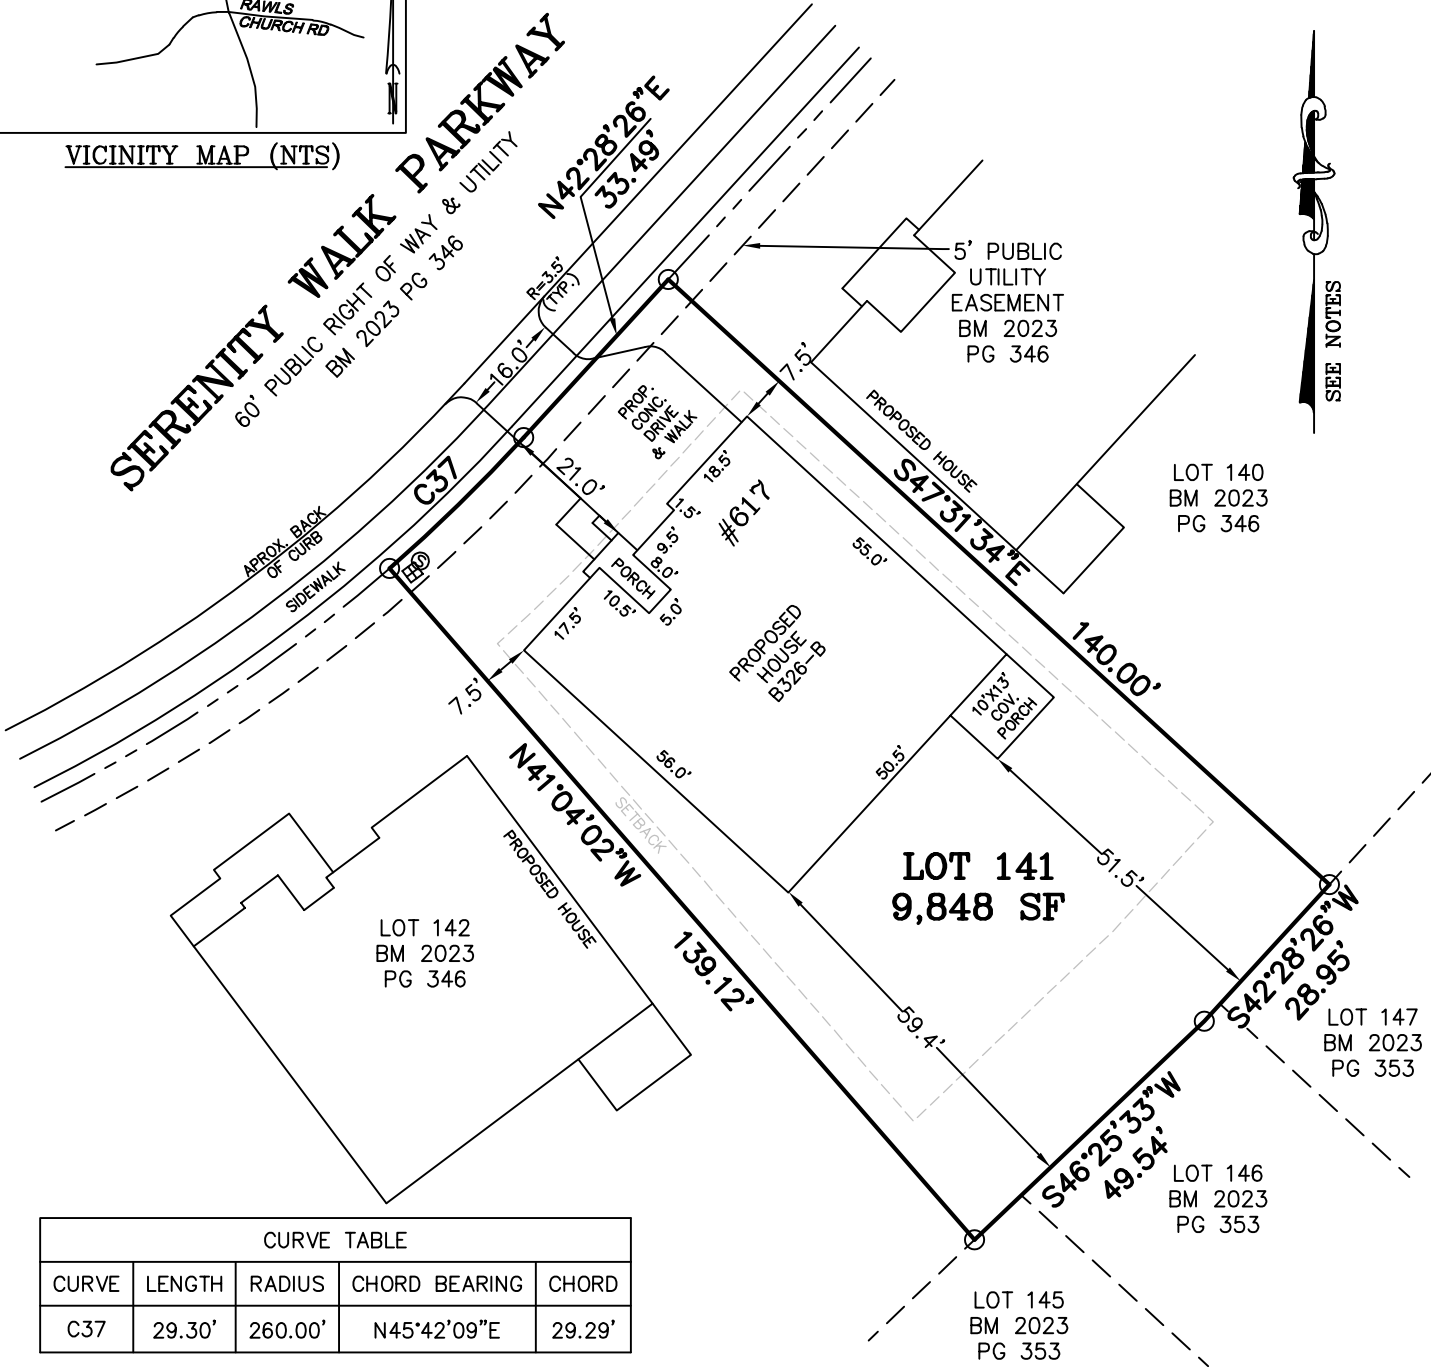 RAWLS
CHURCH RD
N
VICINITY MAP (NTS)
SERENITY WALK PARKWAY
60' PUBLIC RIGHT OF WAY & UTILITY
BM 2023 PG 346
N42°28'26"E
33.49'
R=3.5'
(TYP.)
16.0'
5' PUBLIC
UTILITY
EASEMENT
BM 2023
PG 346
SEE NOTES
7.5'
PROP.
CONC.
DRIVE
& WALK
PROPOSED HOUSE
S47°31'34"E
140.00'
LOT 140
BM 2023
PG 346
C37
21.0'
18.5'
1.5'
9.5'
8.0'
#617
55.0'
APROX. BACK
OF CURB
SIDEWALK
PORCH
10.5'
5.0'
17.5'
7.5'
PROPOSED
HOUSE
B326-B
10'X13'
COV.
PORCH
56.0'
50.5'
SETBACK
N41°04'02"W
139.12'
PROPOSED HOUSE
LOT 142
BM 2023
PG 346
LOT 141
9,848 SF
51.5'
59.4'
S42°28'26"W
28.95'
LOT 147
BM 2023
PG 353
S46°25'33"W
49.54'
LOT 146
BM 2023
PG 353
LOT 145
BM 2023
PG 353
CURVE TABLE
CURVE LENGTH RADIUS CHORD BEARING CHORD
C37 29.30' 260.00' N45°42'09"E 29.29'